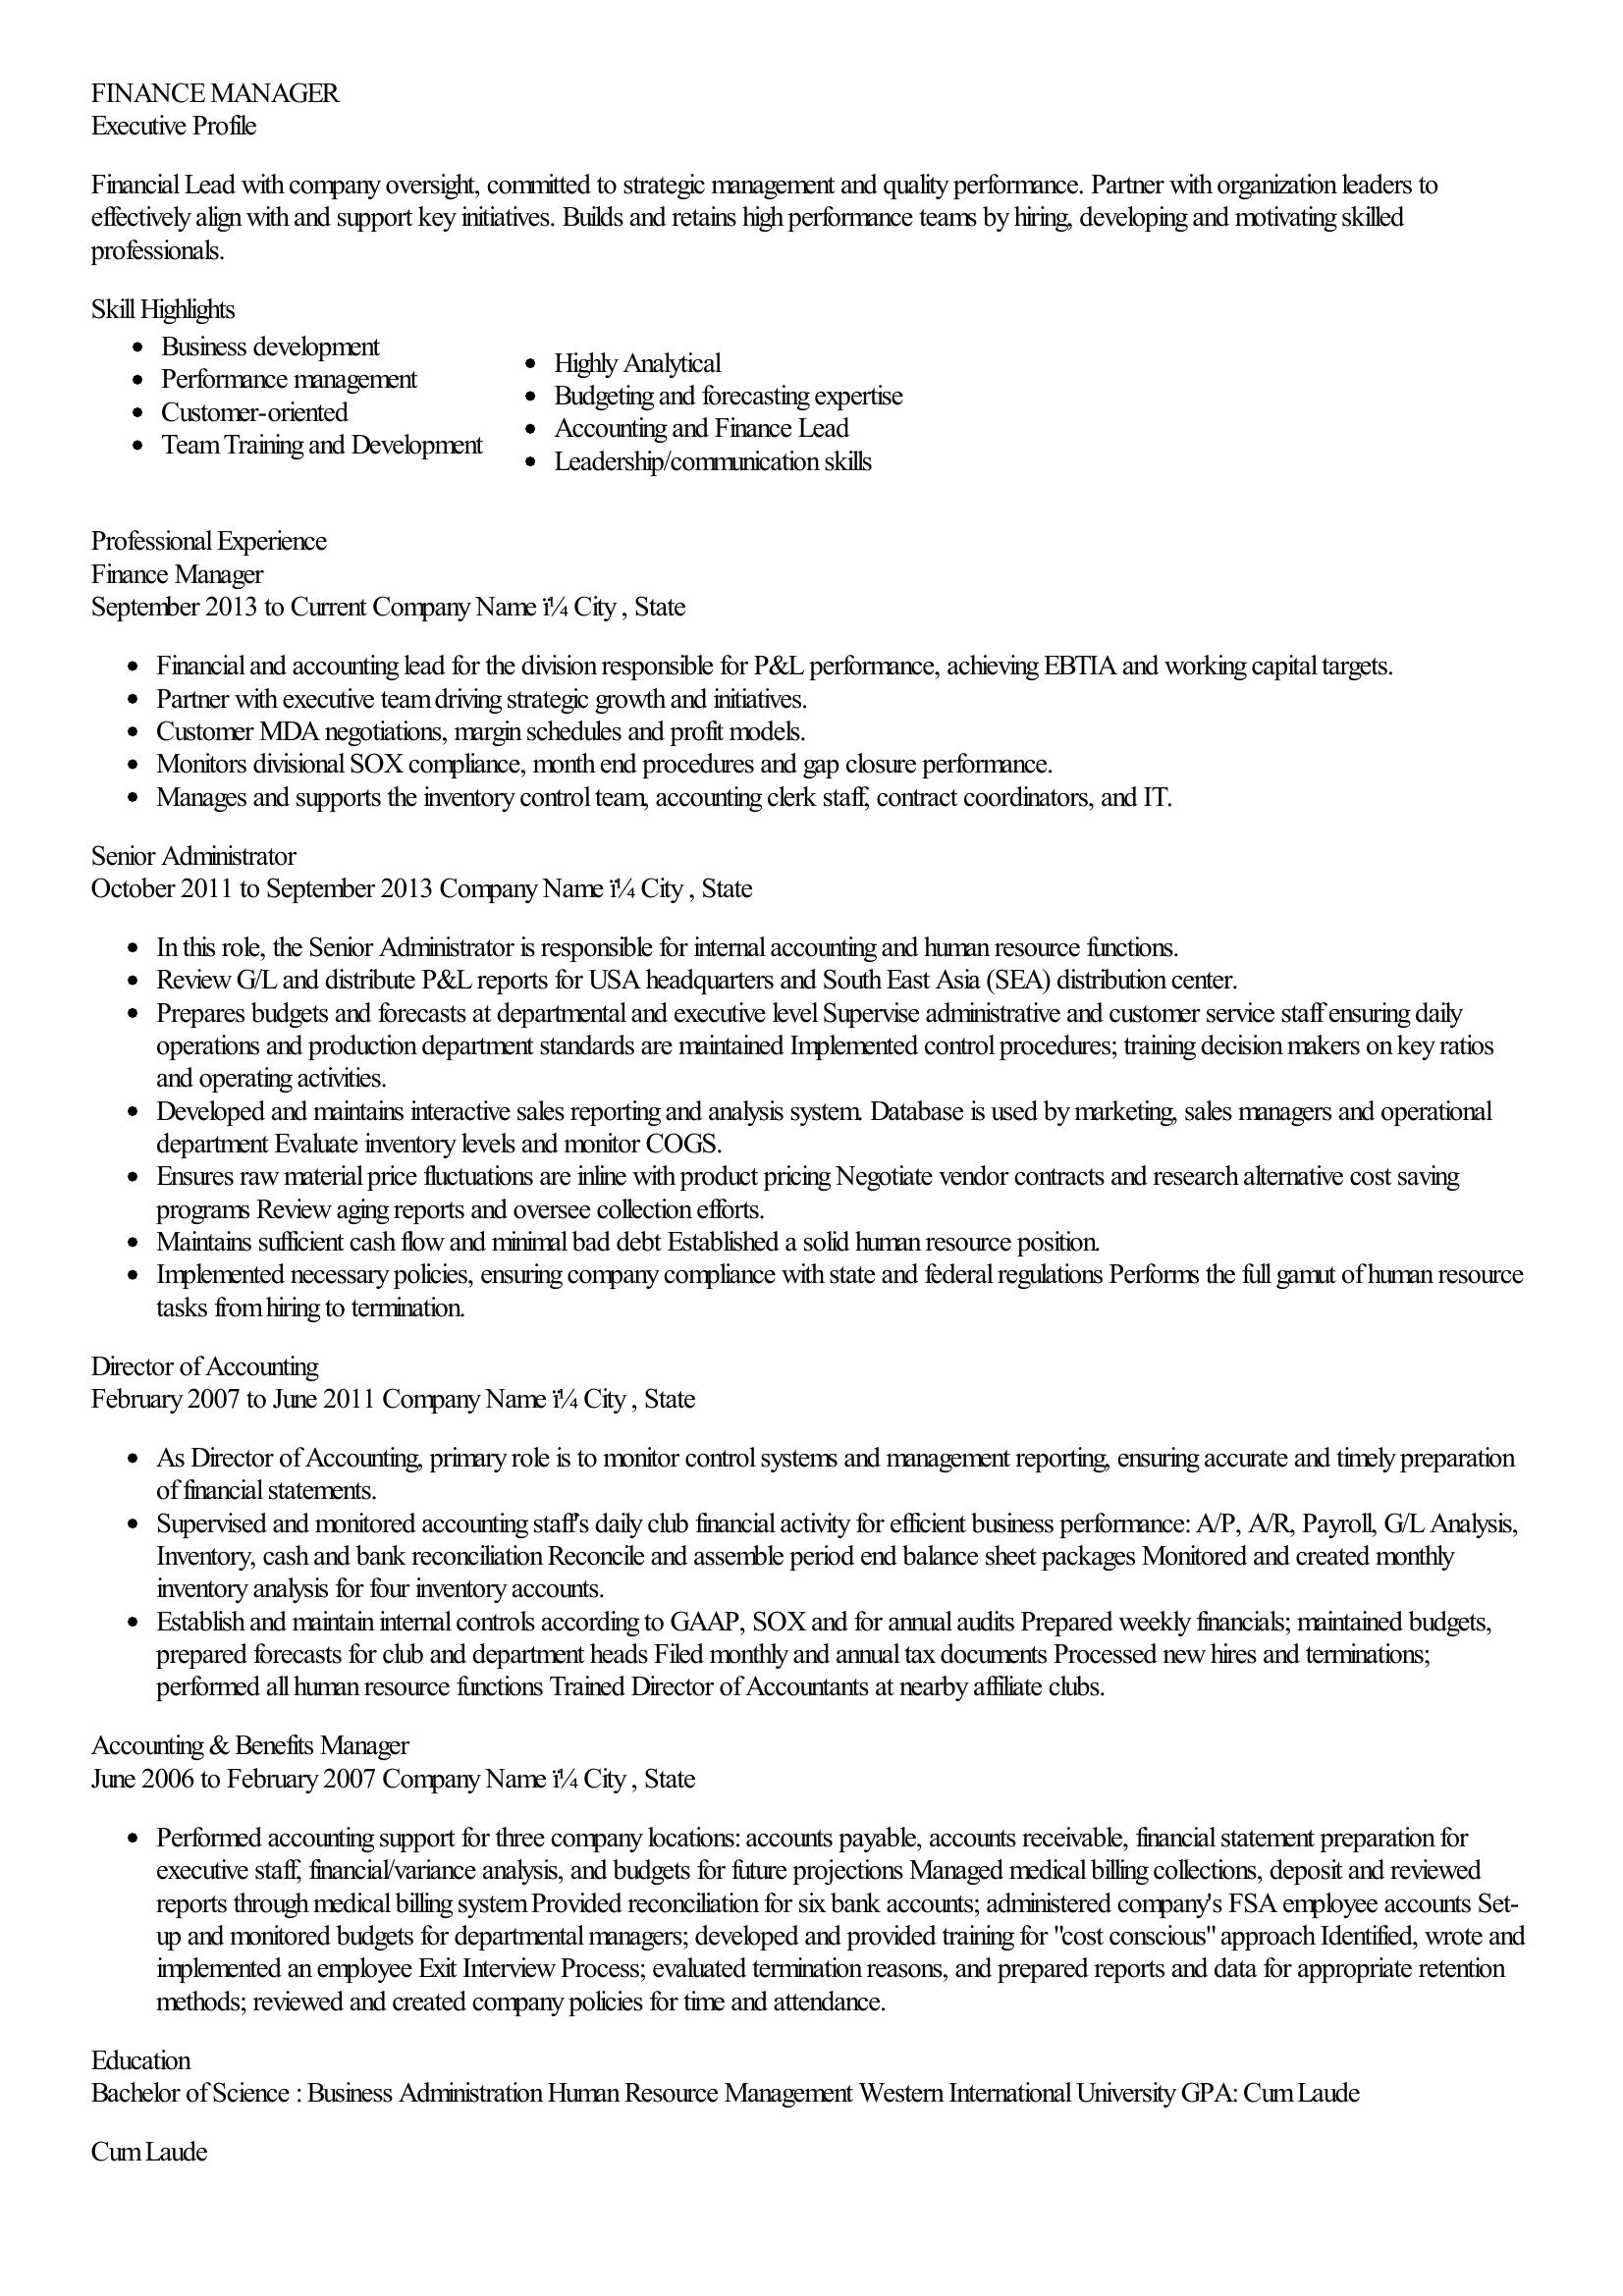 FINANCE MANAGER
Executive Profile
Financial Lead with company oversight, committed to strategic management and quality performance. Partner with organization leaders to
effectively align with and support key initiatives. Builds and retains high performance teams by hiring, developing and motivating skilled
professionals.
Skill Highlights
• Business development
• Performance management
• Customer-oriented
• Team Training and Development
• Highly Analytical
• Budgeting and forecasting expertise
• Accounting and Finance Lead
• Leadership/communication skills
Professional Experience
Finance Manager
September 2013 to Current Company Name ï¼ City , State
• Financial and accounting lead for the division responsible for P&L performance, achieving EBTIA and working capital targets.
• Partner with executive team driving strategic growth and initiatives.
• Customer MDA negotiations, margin schedules and profit models.
• Monitors divisional SOX compliance, month end procedures and gap closure performance.
• Manages and supports the inventory control team, accounting clerk staff, contract coordinators, and IT.
Senior Administrator
October 2011 to September 2013 Company Name ï¼ City , State
• In this role, the Senior Administrator is responsible for internal accounting and human resource functions.
• Review G/L and distribute P&L reports for USA headquarters and South East Asia (SEA) distribution center.
• Prepares budgets and forecasts at departmental and executive level Supervise administrative and customer service staff ensuring daily
operations and production department standards are maintained Implemented control procedures; training decision makers on key ratios
and operating activities.
• Developed and maintains interactive sales reporting and analysis system. Database is used by marketing, sales managers and operational
department Evaluate inventory levels and monitor COGS.
• Ensures raw material price fluctuations are inline with product pricing Negotiate vendor contracts and research alternative cost saving
programs Review aging reports and oversee collection efforts.
• Maintains sufficient cash flow and minimal bad debt Established a solid human resource position.
• Implemented necessary policies, ensuring company compliance with state and federal regulations Performs the full gamut of human resource
tasks from hiring to termination.
Director of Accounting
February 2007 to June 2011 Company Name ï¼ City , State
• As Director of Accounting, primary role is to monitor control systems and management reporting, ensuring accurate and timely preparation
of financial statements.
• Supervised and monitored accounting staff's daily club financial activity for efficient business performance: A/P, A/R, Payroll, G/L Analysis,
Inventory, cash and bank reconciliation Reconcile and assemble period end balance sheet packages Monitored and created monthly
inventory analysis for four inventory accounts.
• Establish and maintain internal controls according to GAAP, SOX and for annual audits Prepared weekly financials; maintained budgets,
prepared forecasts for club and department heads Filed monthly and annual tax documents Processed new hires and terminations;
performed all human resource functions Trained Director of Accountants at nearby affiliate clubs.
Accounting & Benefits Manager
June 2006 to February 2007 Company Name ï¼ City , State
• Performed accounting support for three company locations: accounts payable, accounts receivable, financial statement preparation for
executive staff, financial/variance analysis, and budgets for future projections Managed medical billing collections, deposit and reviewed
reports through medical billing system Provided reconciliation for six bank accounts; administered company's FSA employee accounts Set-
up and monitored budgets for departmental managers; developed and provided training for "cost conscious" approach Identified, wrote and
implemented an employee Exit Interview Process; evaluated termination reasons, and prepared reports and data for appropriate retention
methods; reviewed and created company policies for time and attendance.
Education
Bachelor of Science : Business Administration Human Resource Management Western International University GPA: Cum Laude
Cum Laude